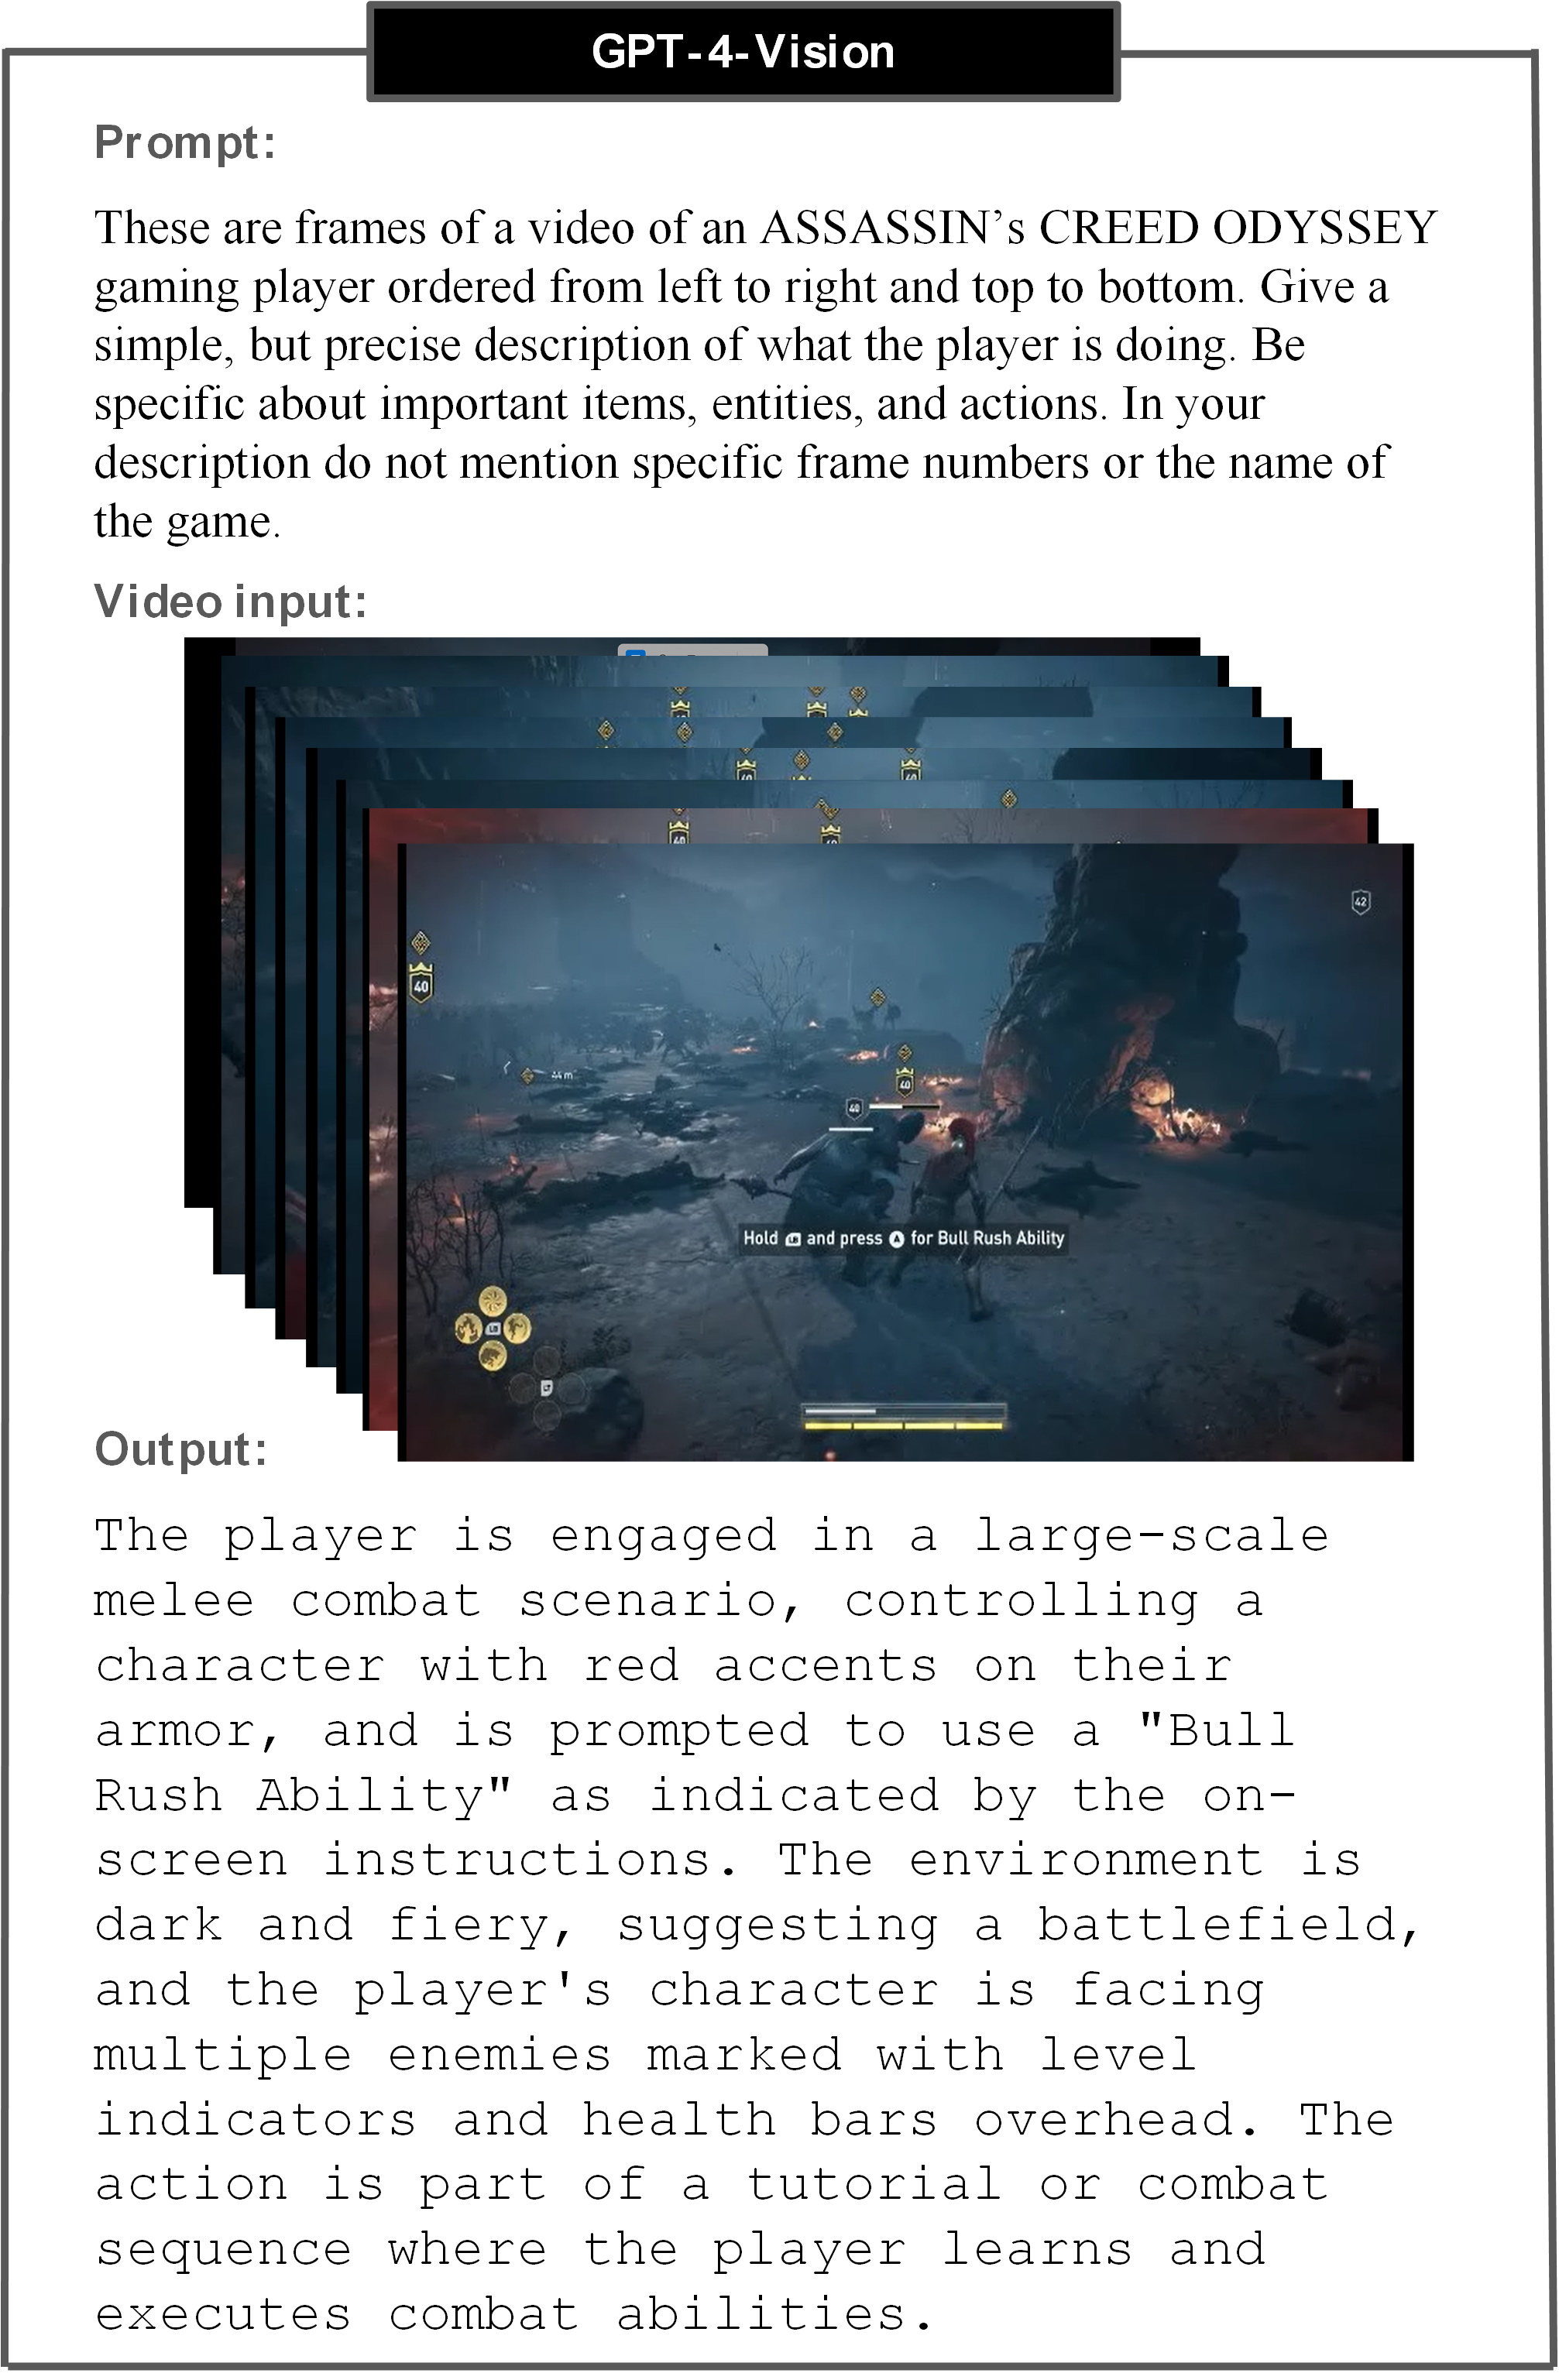 GPT-4-Vision
Prompt:
These are frames of a video of an ASSASSIN’s CREED ODYSSEY
gaming player ordered from left to right and top to bottom. Give a
simple, but precise description of what the player is doing. Be
specific about important items, entities, and actions. In your
description do not mention specific frame numbers or the name of
the game.
Video input:
42
40
44m
40
40
Hold LB and press A for Bull Rush Ability
Output:
The player is engaged in a large-scale
melee combat scenario, controlling a
character with red accents on their
armor, and is prompted to use a "Bull
Rush Ability" as indicated by the on-
screen instructions. The environment is
dark and fiery, suggesting a battlefield,
and the player's character is facing
multiple enemies marked with level
indicators and health bars overhead. The
action is part of a tutorial or combat
sequence where the player learns and
executes combat abilities.